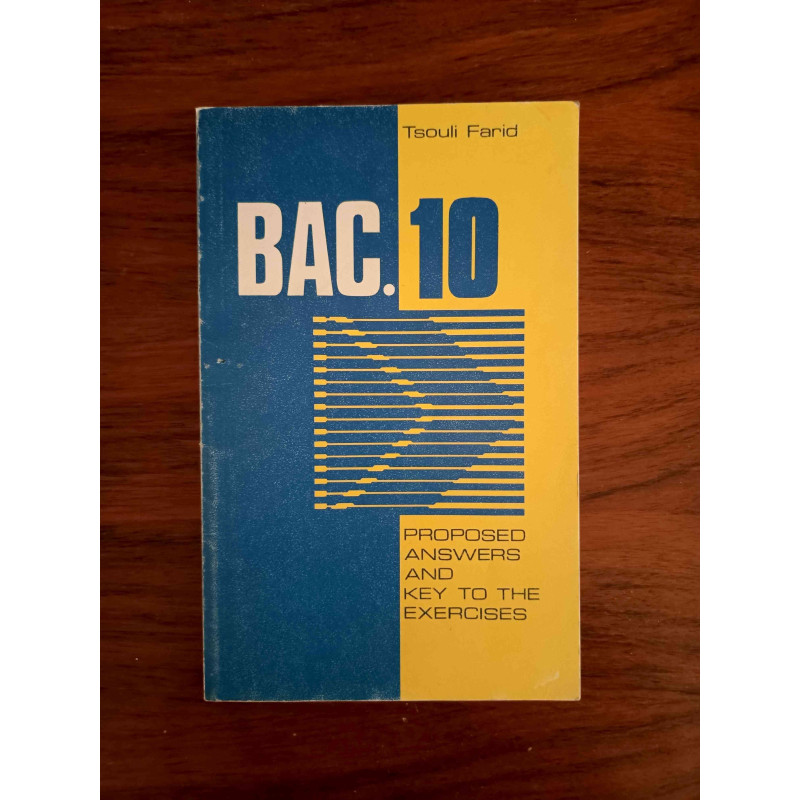 Tsouli Farid
BAC. 10
PROPOSED
ANSWERS
AND
KEY TO THE
EXERCISES